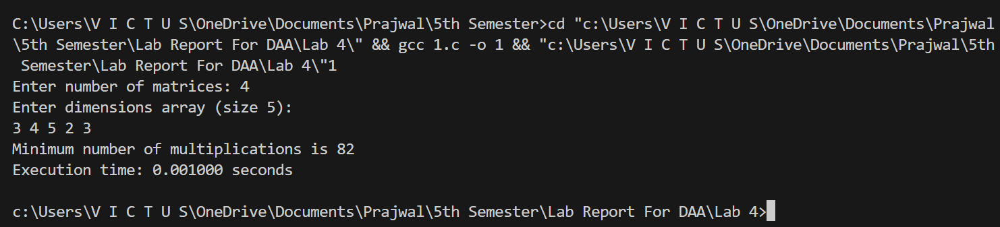 C:\Users\V I C T U S\OneDrive\Documents\Prajwal\5th Semester>cd "c:\Users\V I C T U S\OneDrive\Documents\Prajwal
\5th Semester\Lab Report For DAA\Lab 4\" && gcc 1.c -o 1 && "c:\Users\V I C T U S\OneDrive\Documents\Prajwal\5th
 Semester\Lab Report For DAA\Lab 4\"1
Enter number of matrices: 4
Enter dimensions array (size 5):
3 4 5 2 3
Minimum number of multiplications is 82
Execution time: 0.001000 seconds
c:\Users\V I C T U S\OneDrive\Documents\Prajwal\5th Semester\Lab Report For DAA\Lab 4>